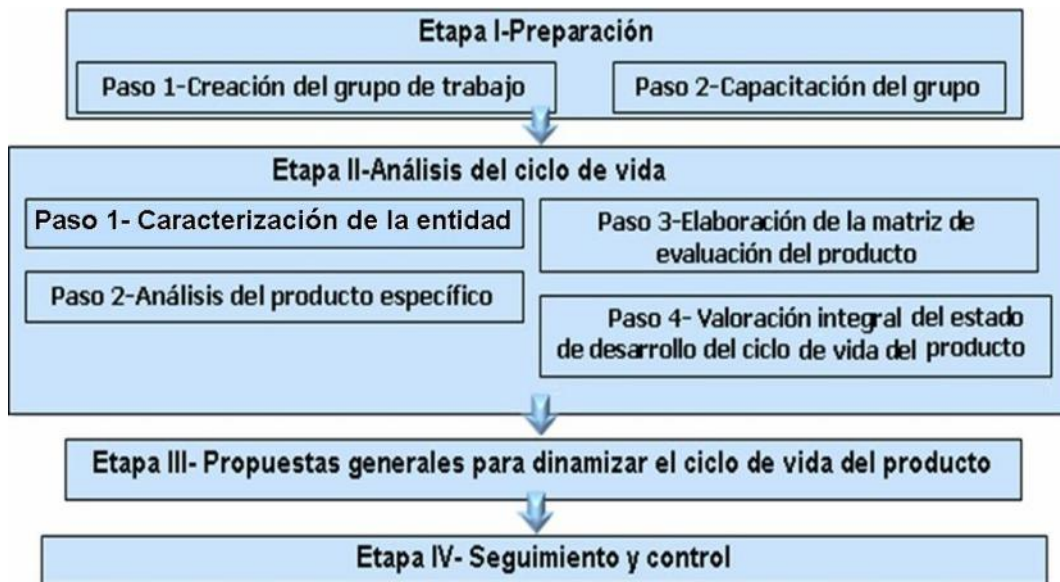 Etapa I-Preparación
Paso 1-Creación del grupo de trabajo
Paso 2-Capacitación del grupo
Etapa II-Análisis del ciclo de vida
Paso 1- Caracterización de la entidad
Paso 2-Análisis del producto específico
Paso 3-Elaboración de la matriz de
evaluación del producto
Paso 4- Valoración integral del estado
de desarrollo del ciclo de vida del producto
Etapa III- Propuestas generales para dinamizar el ciclo de vida del producto
Etapa IV- Seguimiento y control